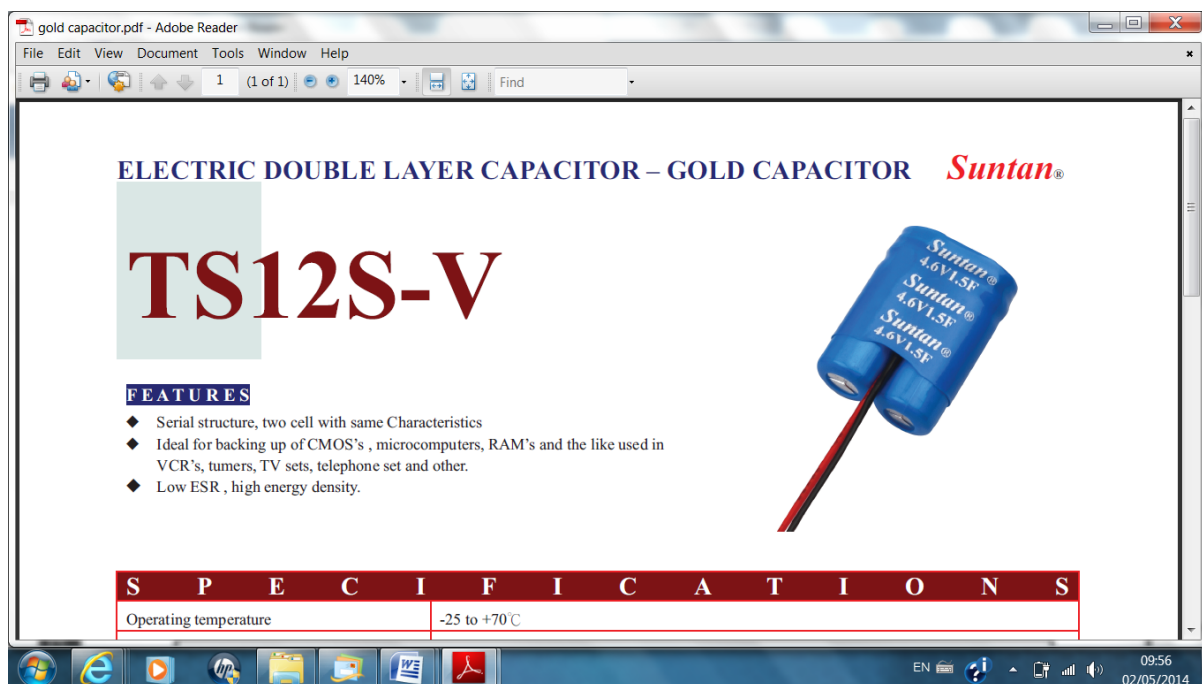 gold capacitor.pdf - Adobe Reader
File Edit View Document Tools Window Help
1 (1 of 1) 140% Find
ELECTRIC DOUBLE LAYER CAPACITOR – GOLD CAPACITOR Suntan®
TS12S-V
Suntan®
4.6V1.5F
Suntan®
4.6V1.5F
Suntan®
4.6V1.5F
FEATURES
◆ Serial structure, two cell with same Characteristics
◆ Ideal for backing up of CMOS's , microcomputers, RAM's and the like used in
VCR's, tumers, TV sets, telephone set and other.
◆ Low ESR , high energy density.
SPECIFICATIONS
Operating temperature -25 to +70℃
EN 09:56
02/05/2014